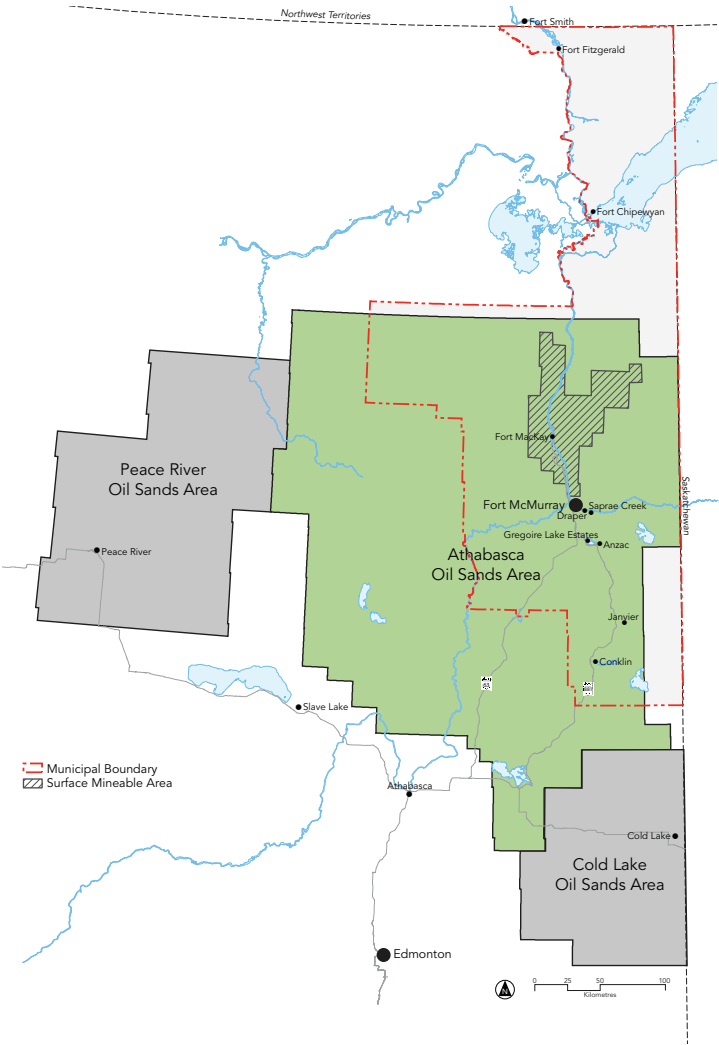 Northwest Territories
Fort Smith
Fort Fitzgerald
Fort Chipewyan
Fort MacKay
Peace River
Oil Sands Area
Saskatchewan
Fort McMurray
Saprae Creek
Draper
Gregoire Lake Estates
Anzac
Peace River
Athabasca
Oil Sands Area
Janvier
Conklin
Slave Lake
Municipal Boundary
Surface Mineable Area
Athabasca
Cold Lake
Cold Lake
Oil Sands Area
Edmonton
N
0 25 50 100
Kilometres